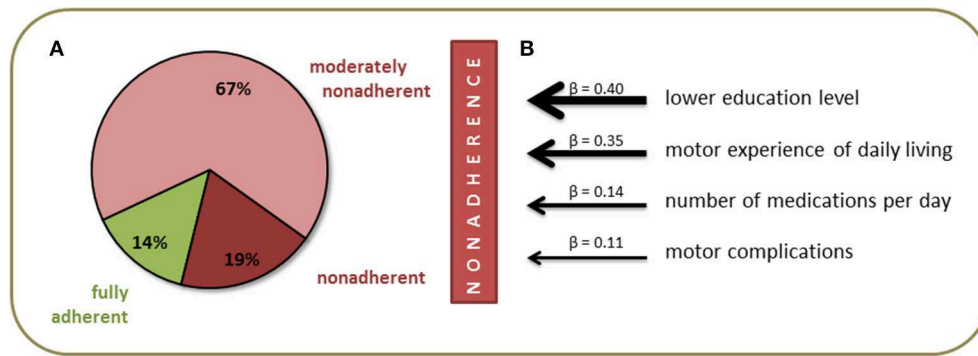 A
moderately
nonadherent
67%
14%
19%
fully
adherent
nonadherent
NONADHERENCE
B
β = 0.40
lower education level
β = 0.35
motor experience of daily living
β = 0.14
number of medications per day
β = 0.11
motor complications